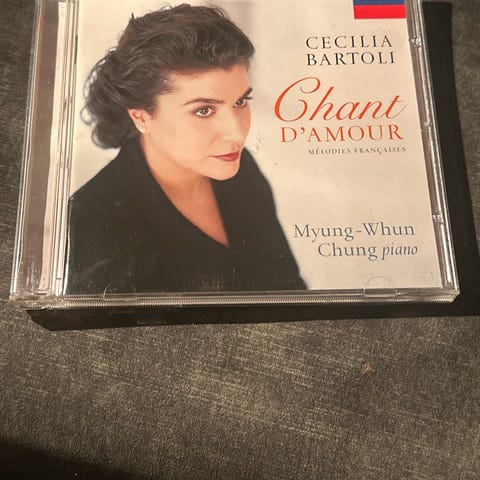 CECILIA
BARTOLI
Chant
D'AMOUR
MÉLODIES FRANÇAISES
Myung-Whun
Chung piano